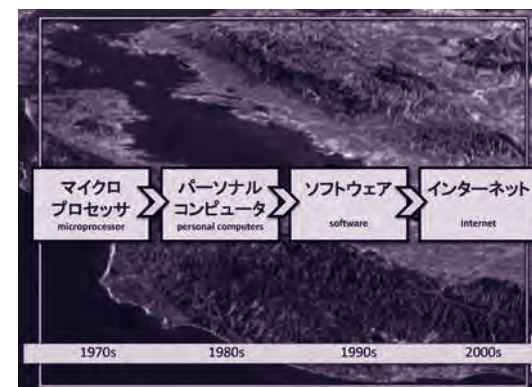 マイクロ
プロセッサ
microprocessor
パーソナル
コンピュータ
personal computers
ソフトウェア
software
インターネット
internet
1970s
1980s
1990s
2000s